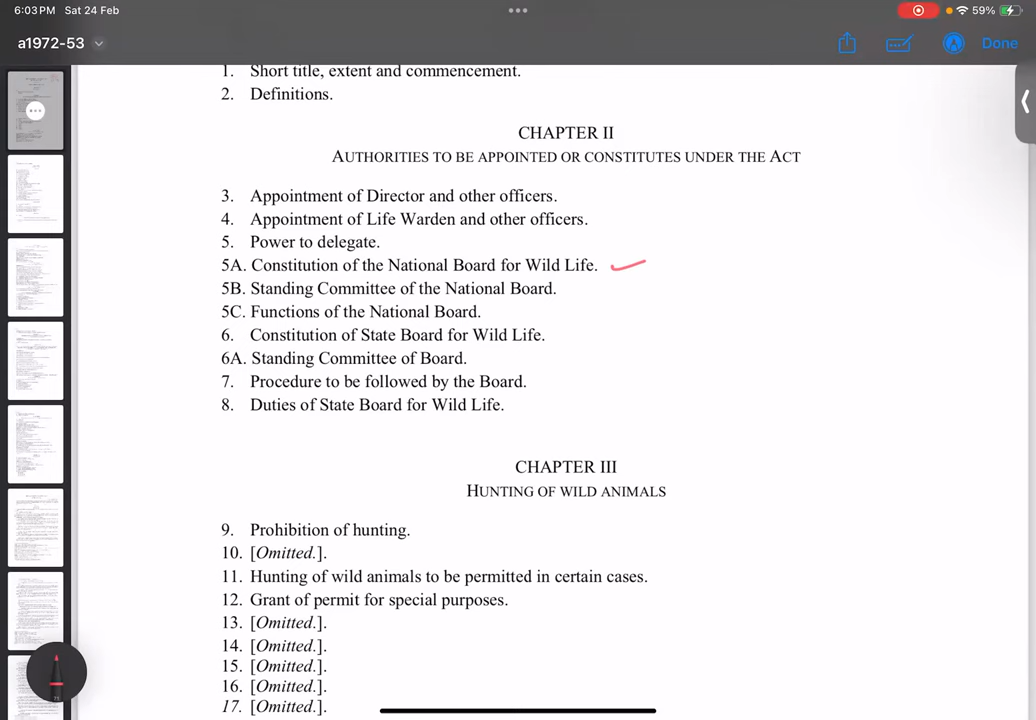 6:03 PM Sat 24 Feb
59%
a1972-53
Done
1. Short title, extent and commencement.
2. Definitions.
CHAPTER II
AUTHORITIES TO BE APPOINTED OR CONSTITUTES UNDER THE ACT
3. Appointment of Director and other officers.
4. Appointment of Life Warden and other officers.
5. Power to delegate.
5A. Constitution of the National Board for Wild Life.
5B. Standing Committee of the National Board.
5C. Functions of the National Board.
6. Constitution of State Board for Wild Life.
6A. Standing Committee of Board.
7. Procedure to be followed by the Board.
8. Duties of State Board for Wild Life.
CHAPTER III
HUNTING OF WILD ANIMALS
9. Prohibition of hunting.
10. [Omitted.].
11. Hunting of wild animals to be permitted in certain cases.
12. Grant of permit for special purposes.
13. [Omitted.].
14. [Omitted.].
15. [Omitted.].
16. [Omitted.].
17. [Omitted.].